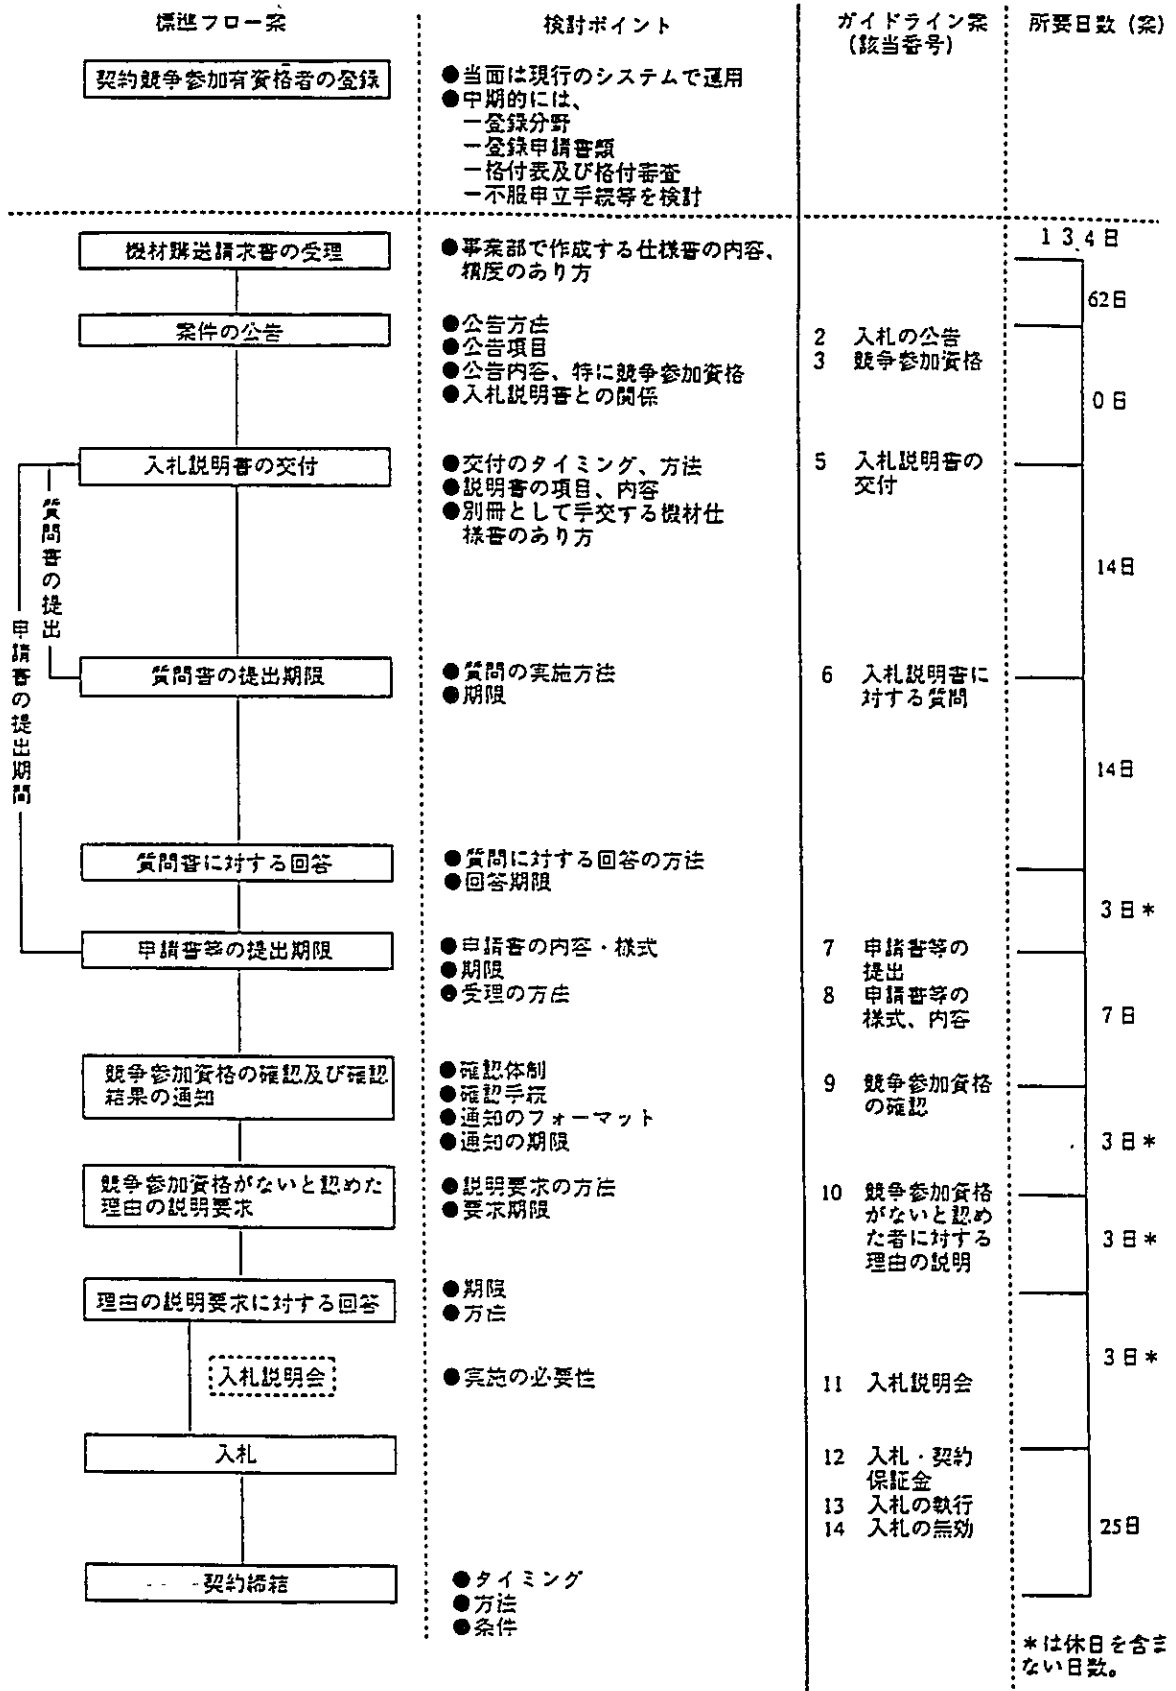 標準フロー案
検討ポイント
ガイドライン案
(該当番号)
所要日数 (案)
契約競争参加有資格者の登録
●当面は現行のシステムで運用
●中期的には、
ー登録分野
ー登録申請書類
ー格付表及び格付審査
ー不服申立手続等を検討
機材購送請求書の受理
●事業部で作成する仕様書の内容、
精度のあり方
134日
62日
案件の公告
●公告方法
●公告項目
●公告内容、特に競争参加資格
●入札説明書との関係
2 入札の公告
3 競争参加資格
0日
入札説明書の交付
●交付のタイミング、方法
●説明書の項目、内容
●別冊として手交する機材仕
様書のあり方
5 入札説明書の
交付
14日
質問書の提出
申請書の提出期間
質問書の提出期限
●質問の実施方法
●期限
6 入札説明書に
対する質問
14日
質問書に対する回答
●質問に対する回答の方法
●回答期限
3日*
申請書等の提出期限
●申請書の内容・様式
●期限
●受理の方法
7 申請書等の
提出
8 申請書等の
様式、内容
7日
競争参加資格の確認及び確認
結果の通知
●確認体制
●確認手続
●通知のフォーマット
●通知の期限
9 競争参加資格
の確認
3日*
競争参加資格がないと認めた
理由の説明要求
●説明要求の方法
●要求期限
10 競争参加資格
がないと認め
た者に対する
理由の説明
3日*
理由の説明要求に対する回答
●期限
●方法
3日*
入札説明会
●実施の必要性
11 入札説明会
入札
12 入札・契約
保証金
13 入札の執行
14 入札の無効
25日
契約締結
●タイミング
●方法
●条件
*は休日を含ま
ない日数。